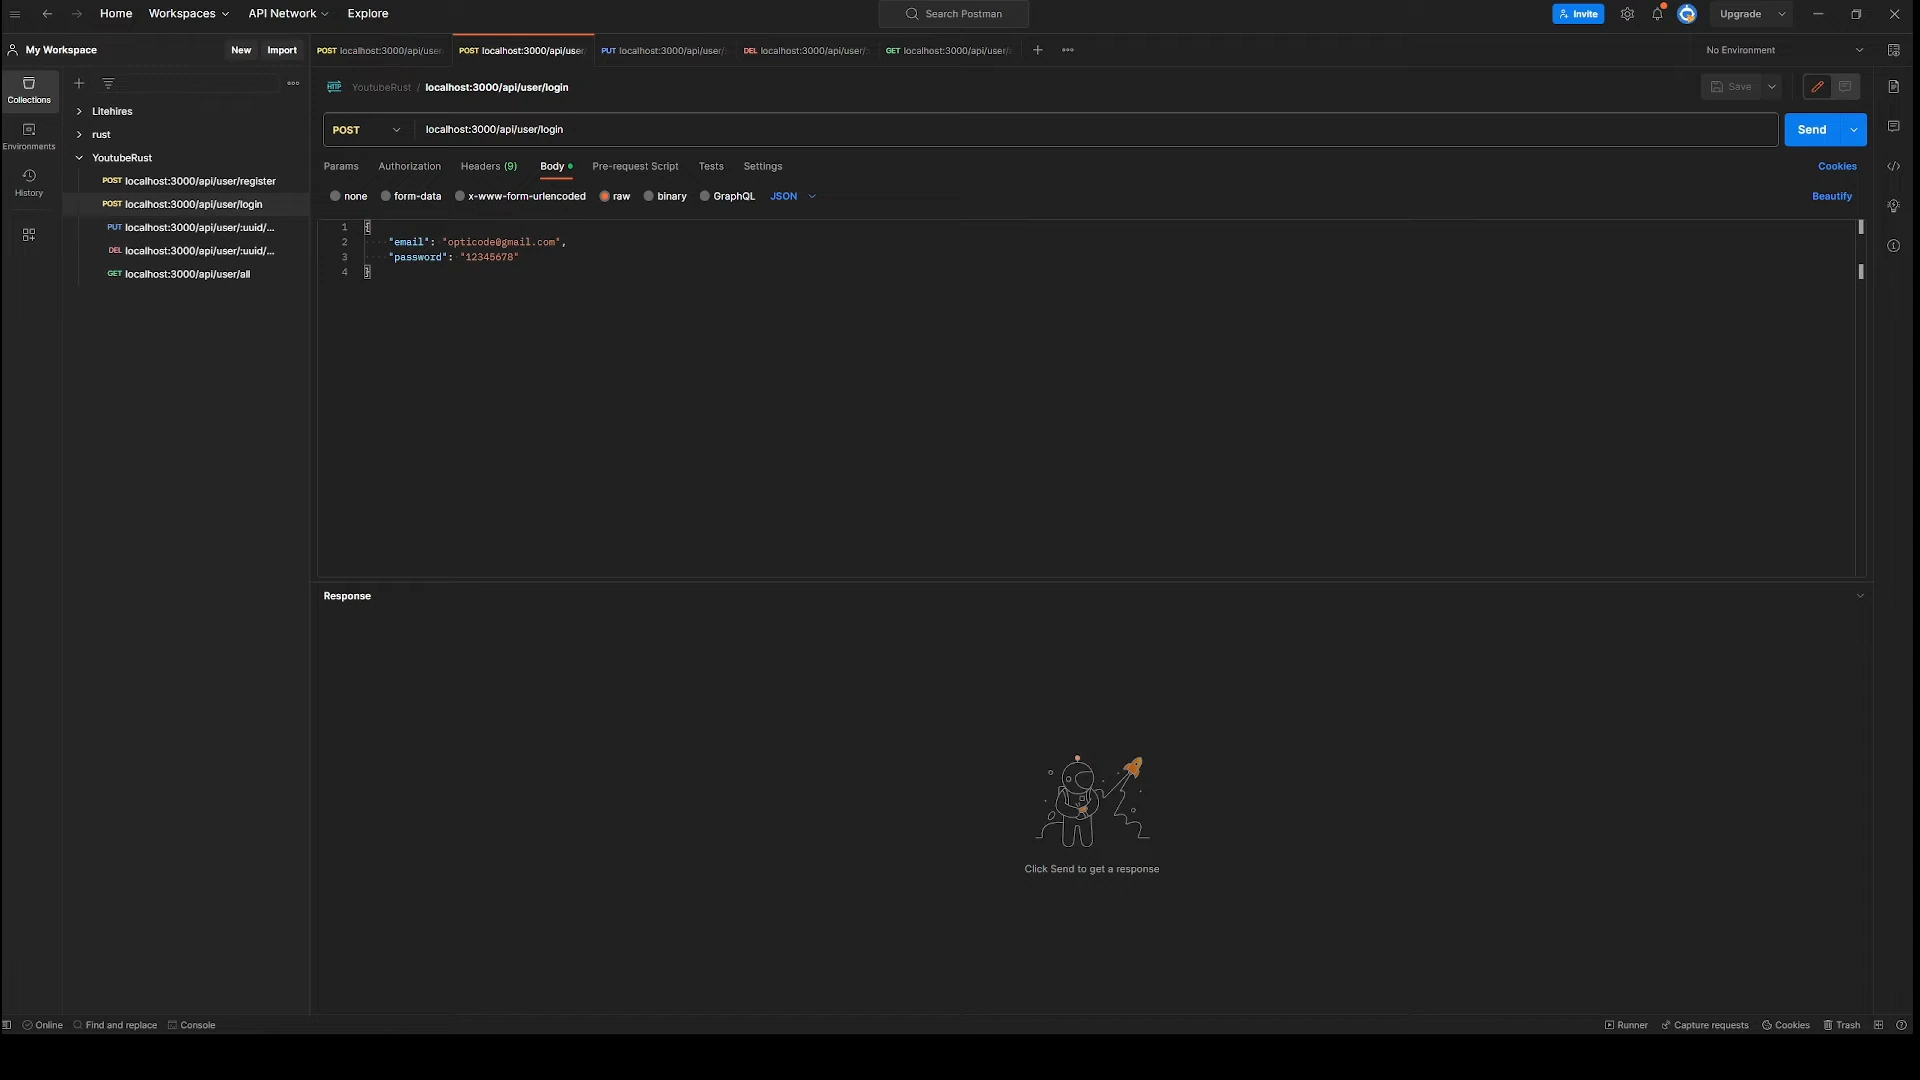 Home Workspaces API Network Explore Search Postman Invite Upgrade
My Workspace New Import
POST localhost:3000/api/use POST localhost:3000/api/use PUT localhost:3000/api/user/ DEL localhost:3000/api/user/ GET localhost:3000/api/user/ No Environment
Collections
Environments
History
Litehires
rust
YoutubeRust
POST localhost:3000/api/user/register
POST localhost:3000/api/user/login
PUT localhost:3000/api/user/:uuid/...
DEL localhost:3000/api/user/:uuid/...
GET localhost:3000/api/user/all
HTTP YoutubeRust / localhost:3000/api/user/login Save
POST localhost:3000/api/user/login Send
Params Authorization Headers (9) Body Pre-request Script Tests Settings Cookies
none form-data x-www-form-urlencoded raw binary GraphQL JSON Beautify
1 {
2 "email": "opticode@gmail.com",
3 "password": "12345678"
4 }
Response
Click Send to get a response
Online Find and replace Console Runner Capture requests Cookies Trash